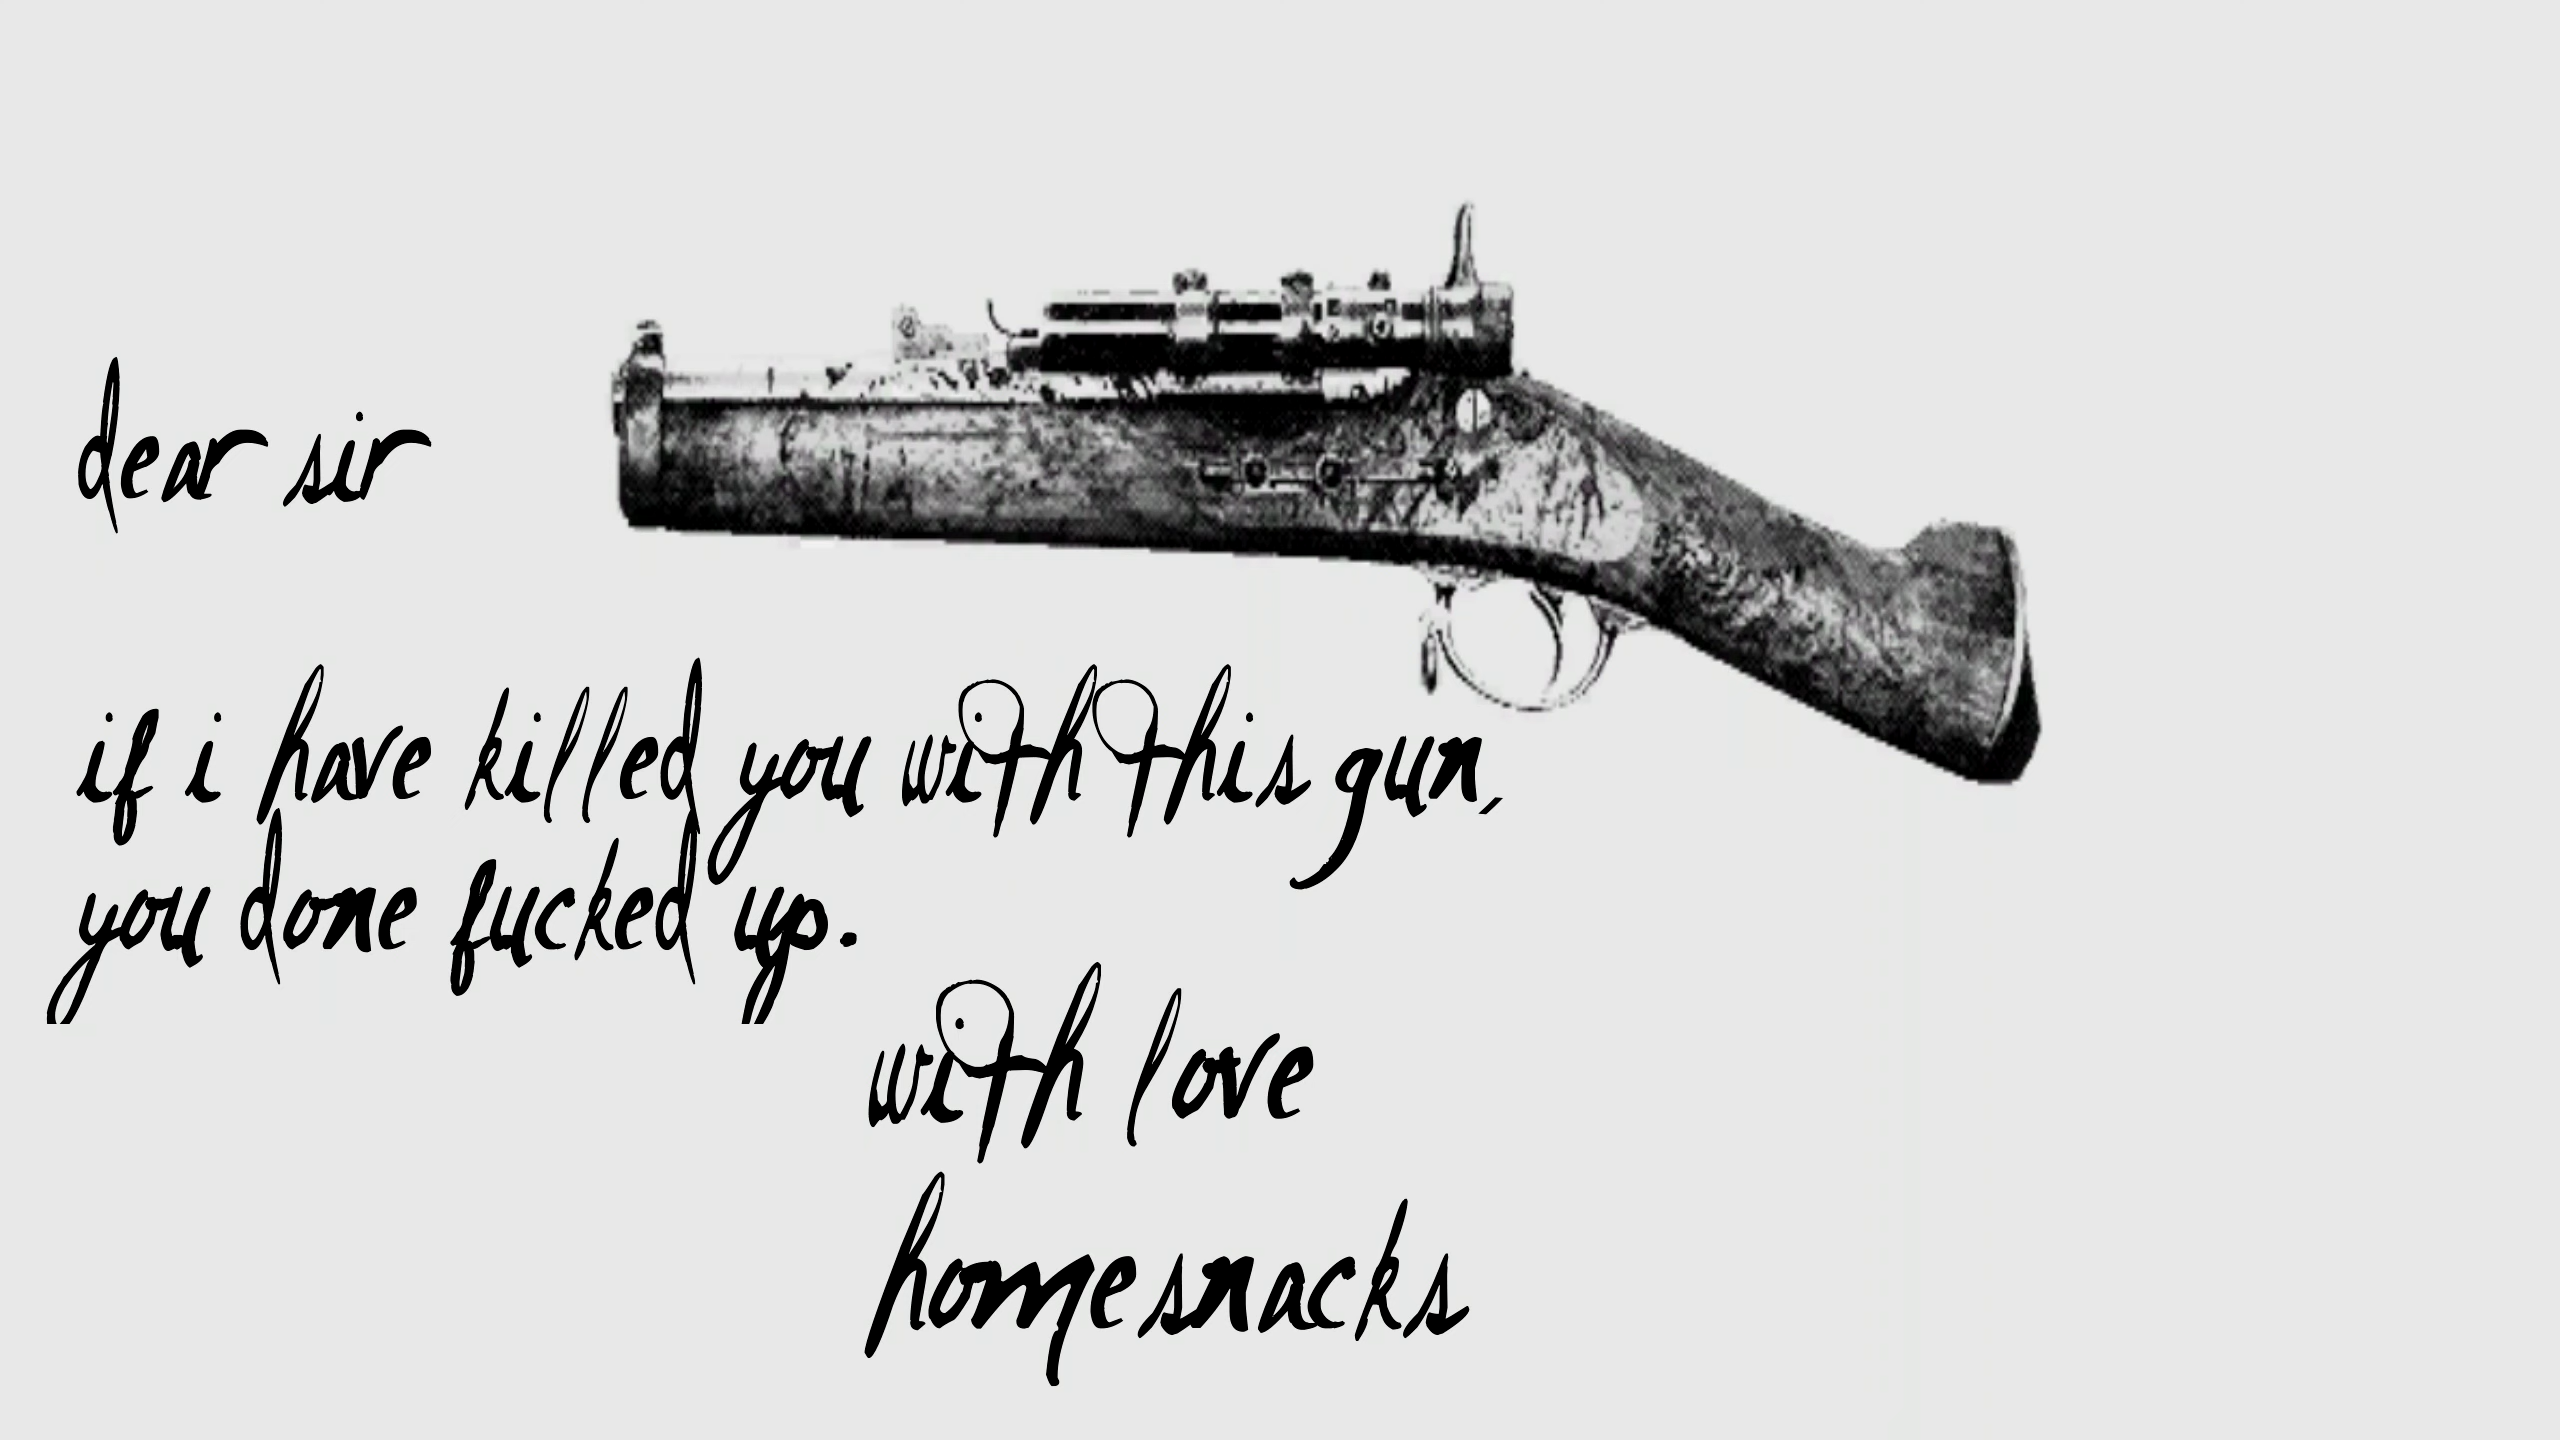 dear sir
if i have killed you with this gun,
you done fucked up.
with love
homesnacks